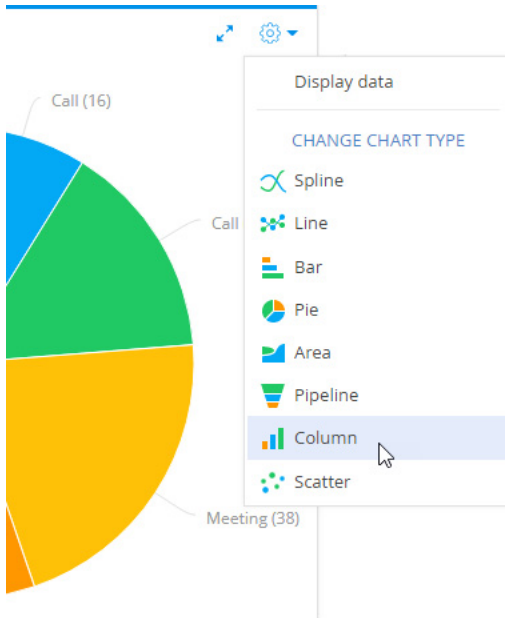 Display data
Call (16)
CHANGE CHART TYPE
Spline
Call
Line
Bar
Pie
Area
Pipeline
Column
Scatter
Meeting (38)